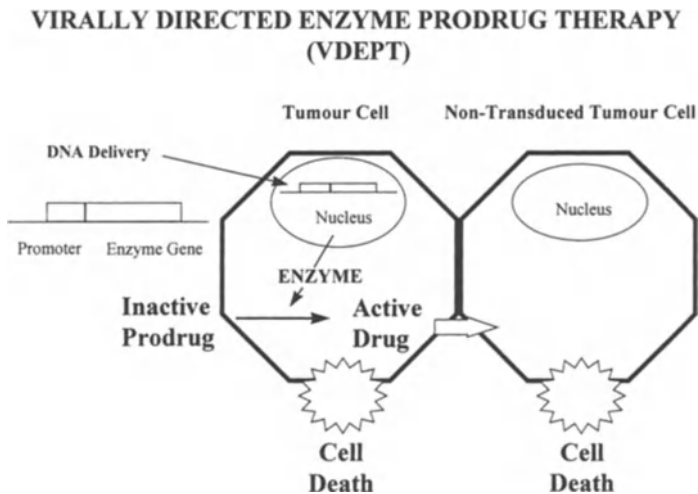 VIRALLY DIRECTED ENZYME PRODRUG THERAPY
(VDEPT)
Tumour Cell
Non-Transduced Tumour Cell
DNA Delivery
Nucleus
Nucleus
Promoter
Enzyme Gene
ENZYME
Inactive
Prodrug
Active
Drug
Cell
Death
Cell
Death